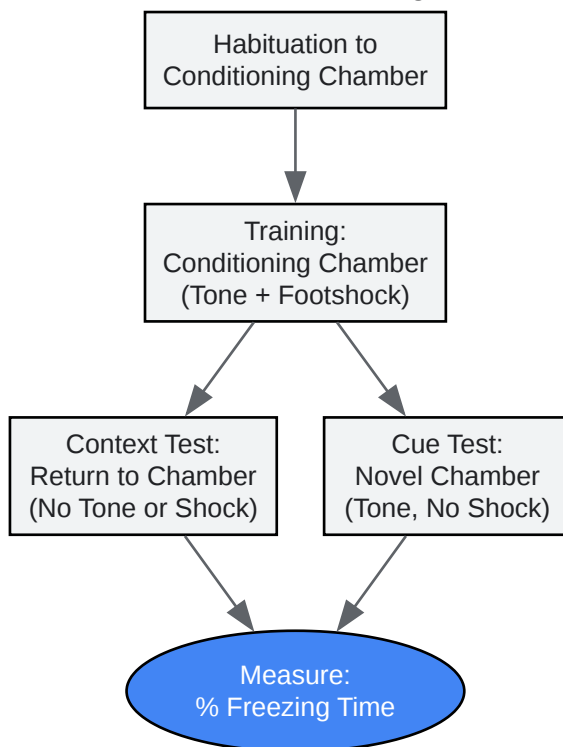 Habituation to
Conditioning Chamber
Training:
Conditioning Chamber
(Tone + Footshock)
Context Test:
Return to Chamber
(No Tone or Shock)
Cue Test:
Novel Chamber
(Tone, No Shock)
Measure:
% Freezing Time